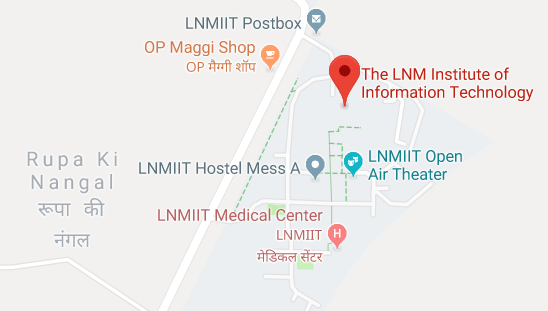 LNMIIT Postbox
OP Maggi Shop
OP मैग्गी शॉप
The LNM Institute of
Information Technology
Rupa Ki
Nangal
रूपा की
नंगल
LNMIIT Hostel Mess A
LNMIIT Open
Air Theater
LNMIIT Medical Center
LNMIIT
मेडिकल सेंटर
H